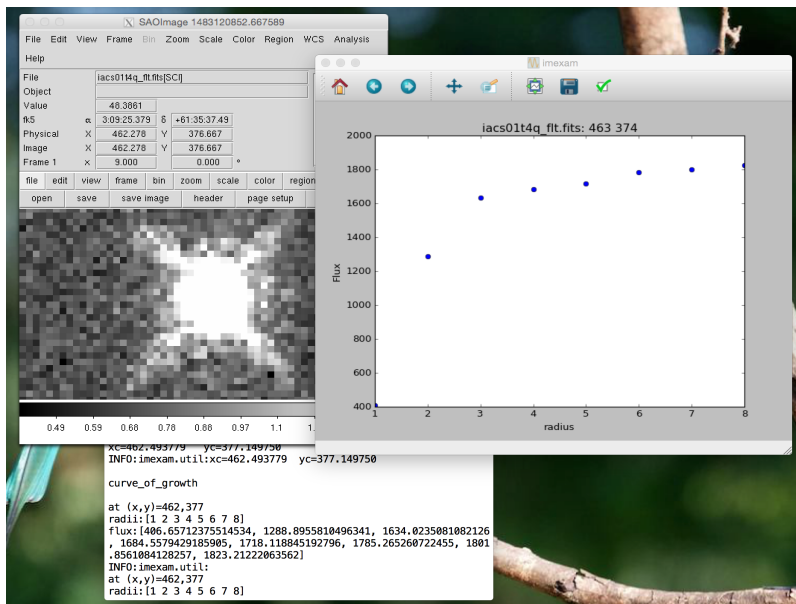 SAOImage 1483120852.667589
File Edit View Frame Bin Zoom Scale Color Region WCS Analysis
Help
File iacs01t4q_flt.fits[SCI]
Object
Value 48.3861
fk5 α 3:09:25.379 δ +61:35:37.49
Physical X 462.278 Y 376.667
Image X 462.278 Y 376.667
Frame 1 × 9.000 0.000 °
file edit view frame bin zoom scale color region
open save save image header page setup
0.49 0.59 0.68 0.78 0.88 0.97 1.1 1.
imexam
iacs01t4q_flt.fits: 463 374
2000
1800
1600
1400
1200
1000
800
600
400
Flux
1 2 3 4 5 6 7 8
radius
xc=462.493779 yc=377.149750
INFO:imexam.util:xc=462.493779 yc=377.149750
curve_of_growth
at (x,y)=462,377
radii:[1 2 3 4 5 6 7 8]
flux:[406.65712375514534, 1288.8955810496341, 1634.0235081082126
, 1684.5579429185905, 1718.118845192796, 1785.265260722455, 1801
.8561084128257, 1823.21222063562]
INFO:imexam.util:
at (x,y)=462,377
radii:[1 2 3 4 5 6 7 8]